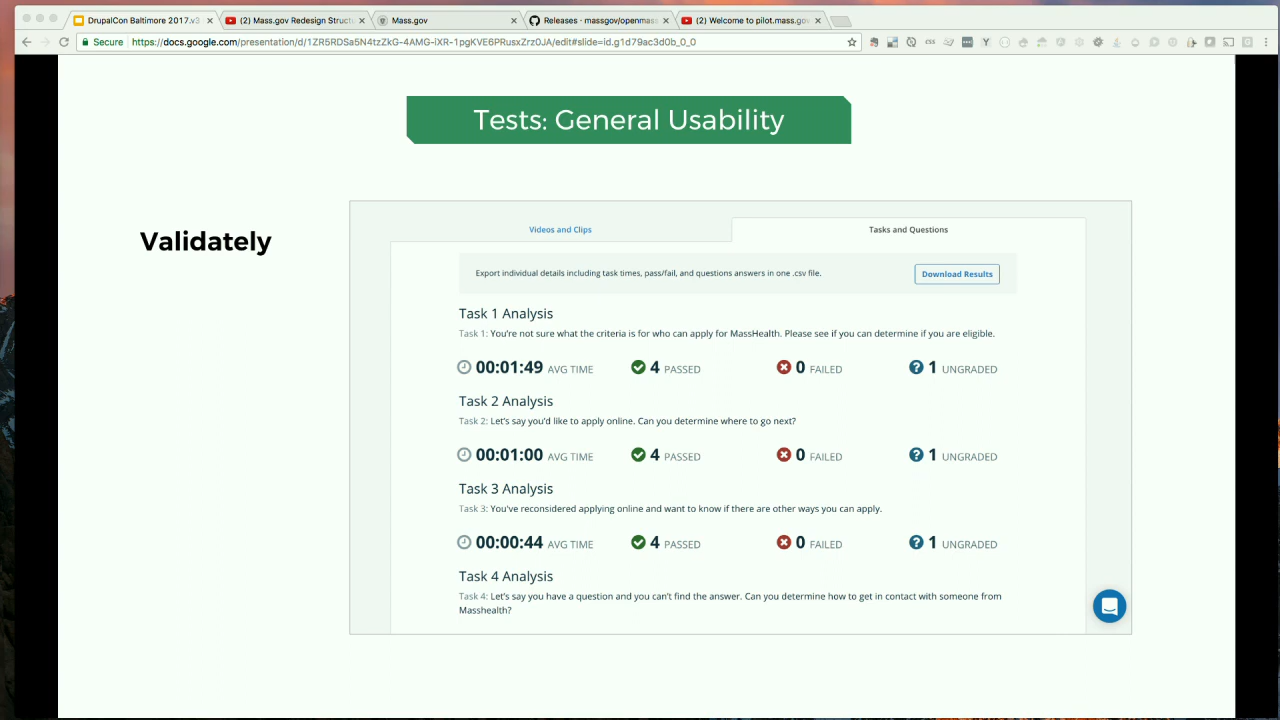 DrupalCon Baltimore 2017.v3
(2) Mass.gov Redesign Struct
Mass.gov
Releases · massgov/openmass
(2) Welcome to pilot.mass.gov
Secure
https://docs.google.com/presentation/d/1ZR5RDSa5N4tzZkG-4AMG-iXR-1pgKVE6PRusxZrz0JA/edit#slide=id.g1d79ac3d0b_0_0
Tests: General Usability
Validately
Videos and Clips
Tasks and Questions
Export individual details including task times, pass/fail, and questions answers in one .csv file.
Download Results
Task 1 Analysis
Task 1: You're not sure what the criteria is for who can apply for MassHealth. Please see if you can determine if you are eligible.
00:01:49 AVG TIME 4 PASSED 0 FAILED 1 UNGRADED
Task 2 Analysis
Task 2: Let's say you'd like to apply online. Can you determine where to go next?
00:01:00 AVG TIME 4 PASSED 0 FAILED 1 UNGRADED
Task 3 Analysis
Task 3: You've reconsidered applying online and want to know if there are other ways you can apply.
00:00:44 AVG TIME 4 PASSED 0 FAILED 1 UNGRADED
Task 4 Analysis
Task 4: Let's say you have a question and you can't find the answer. Can you determine how to get in contact with someone from
Masshealth?